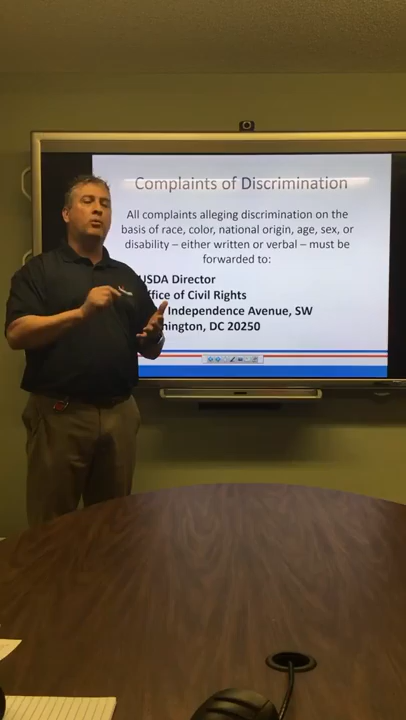 Complaints of Discrimination
All complaints alleging discrimination on the
basis of race, color, national origin, age, sex, or
disability – either written or verbal – must be
forwarded to:
USDA Director
ffice of Civil Rights
Independence Avenue, SW
hington, DC 20250